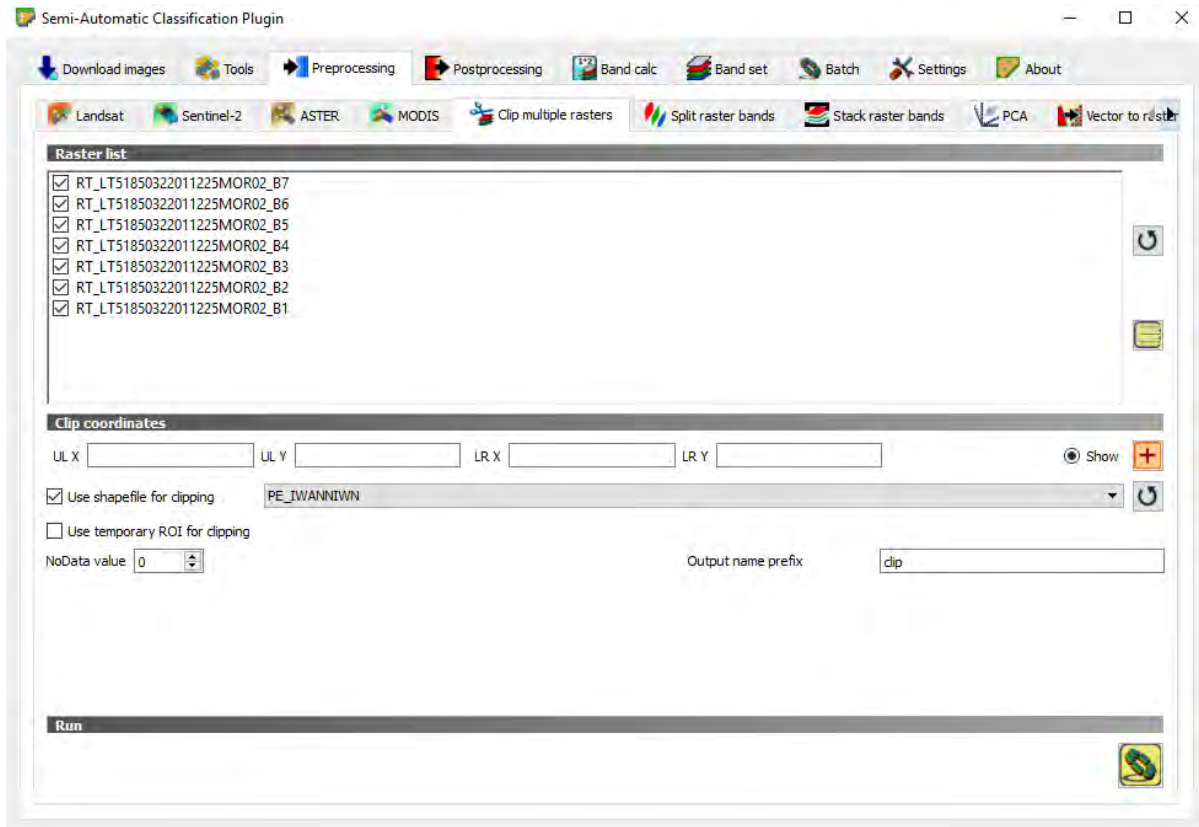 Semi-Automatic Classification Plugin
Download images Tools Preprocessing Postprocessing Band calc Band set Batch Settings About
Landsat Sentinel-2 ASTER MODIS Clip multiple rasters Split raster bands Stack raster bands PCA Vector to raster
Raster list
RT_LT51850322011225MOR02_B7
RT_LT51850322011225MOR02_B6
RT_LT51850322011225MOR02_B5
RT_LT51850322011225MOR02_B4
RT_LT51850322011225MOR02_B3
RT_LT51850322011225MOR02_B2
RT_LT51850322011225MOR02_B1
Clip coordinates
UL X UL Y LR X LR Y Show
Use shapefile for clipping PE_IWANNIWN
Use temporary ROI for clipping
NoData value 0 Output name prefix clip
Run